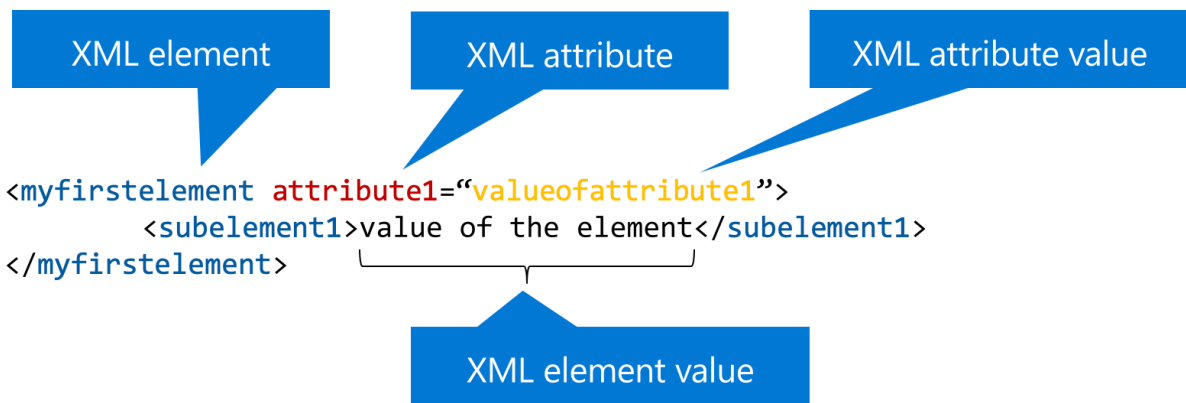 XML element
XML attribute
XML attribute value
<myfirstelement attribute1=“valueofattribute1”>
<subelement1>value of the element</subelement1>
</myfirstelement>
XML element value